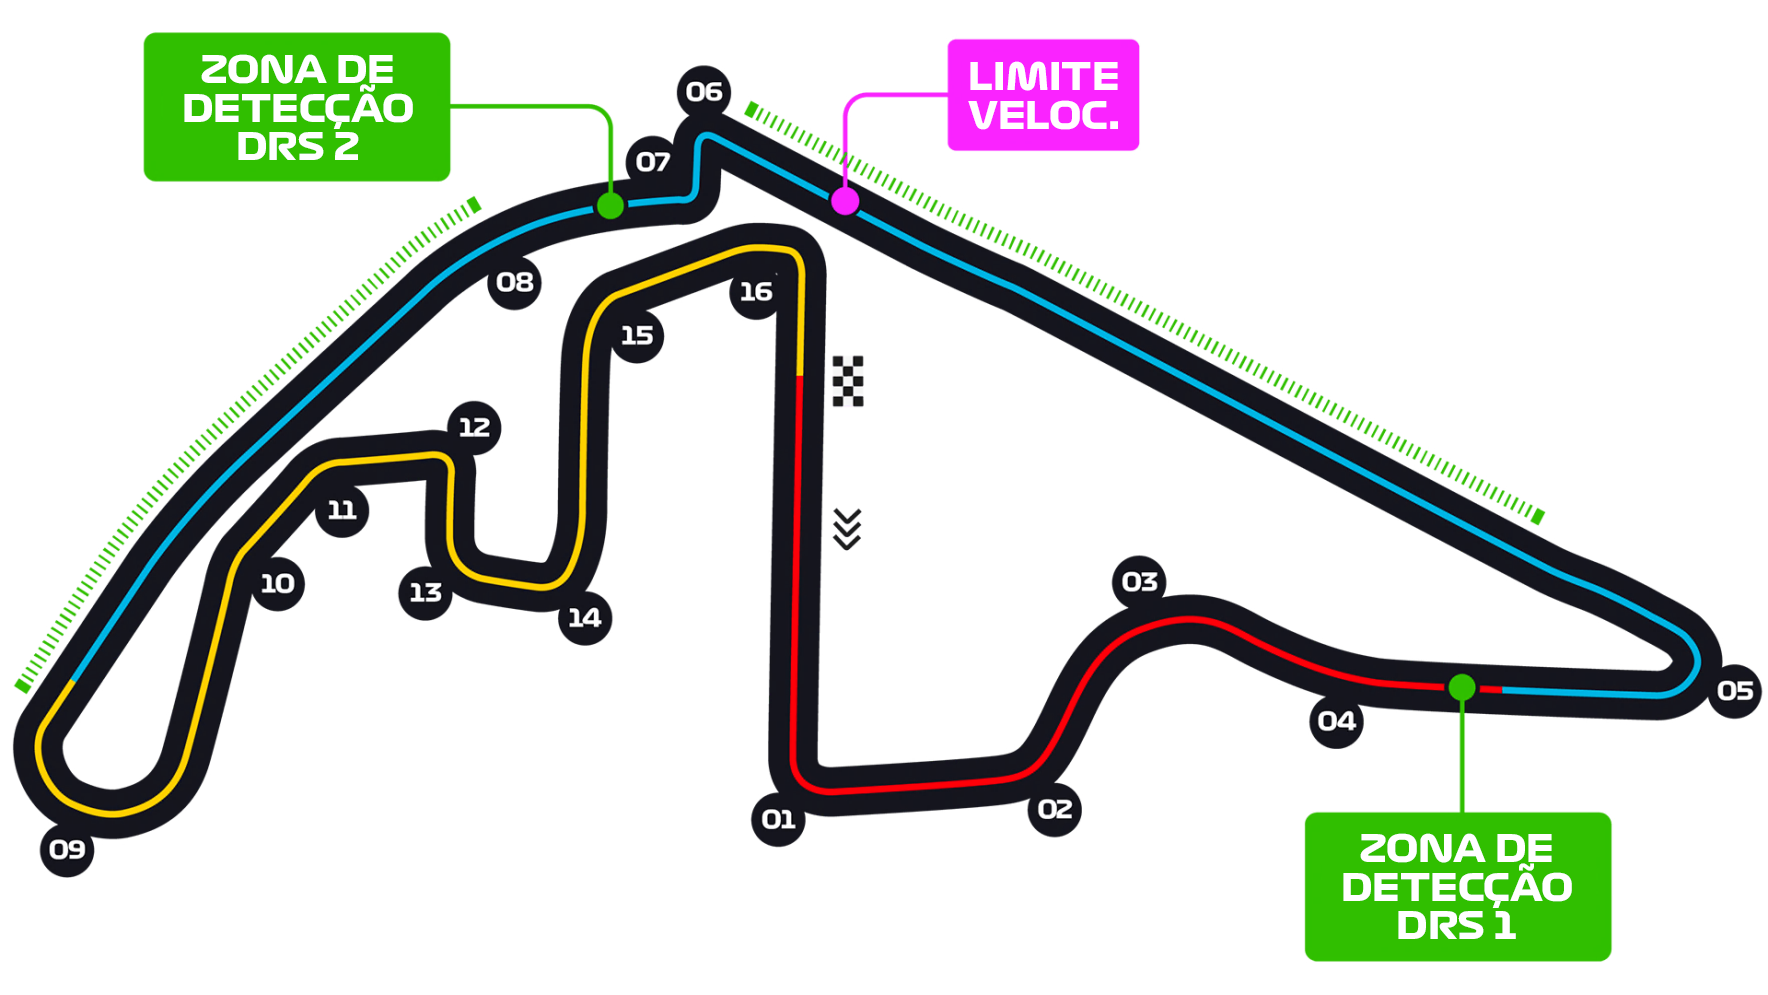 ZONA DE
DETECÇÃO
DRS 2
LIMITE
VELOC.
06
07
08
16
15
12
11
10
13
14
03
04
05
01
02
09
ZONA DE
DETECÇÃO
DRS 1